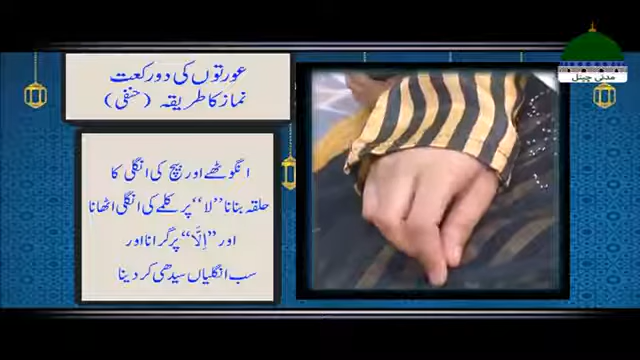 عورتوں کی دو رکعت
نماز کا طریقہ (حنفی)
انگوٹھے اور بیچ کی انگلی کا
حلقہ بنانا ”لا“ پر کلمے کی انگلی اٹھانا
اور ”اِلَّا“ پر گرانا اور
سب انگلیاں سیدھی کر دینا
مدنی چینل